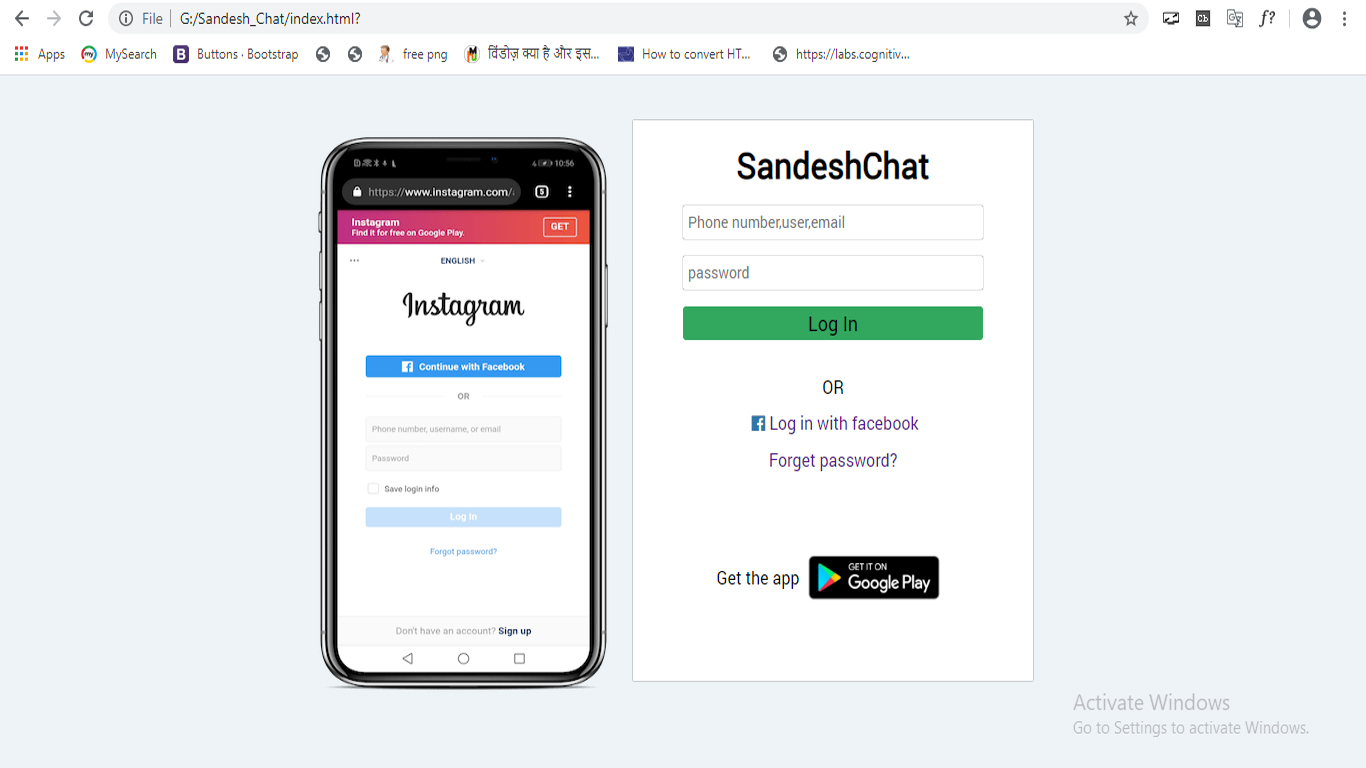 File G:/Sandesh_Chat/index.html?
Apps MySearch Buttons · Bootstrap free png विंडोज़ क्या है और इस... How to convert HT... https://labs.cognitiv...
10:56
https://www.instagram.com/
Instagram
Find it for free on Google Play.
GET
ENGLISH
Instagram
Continue with Facebook
OR
Phone number, username, or email
Password
Save login info
Log In
Forgot password?
Don't have an account? Sign up
SandeshChat
Phone number,user,email
password
Log In
OR
Log in with facebook
Forget password?
Get the app
GET IT ON
Google Play
Activate Windows
Go to Settings to activate Windows.